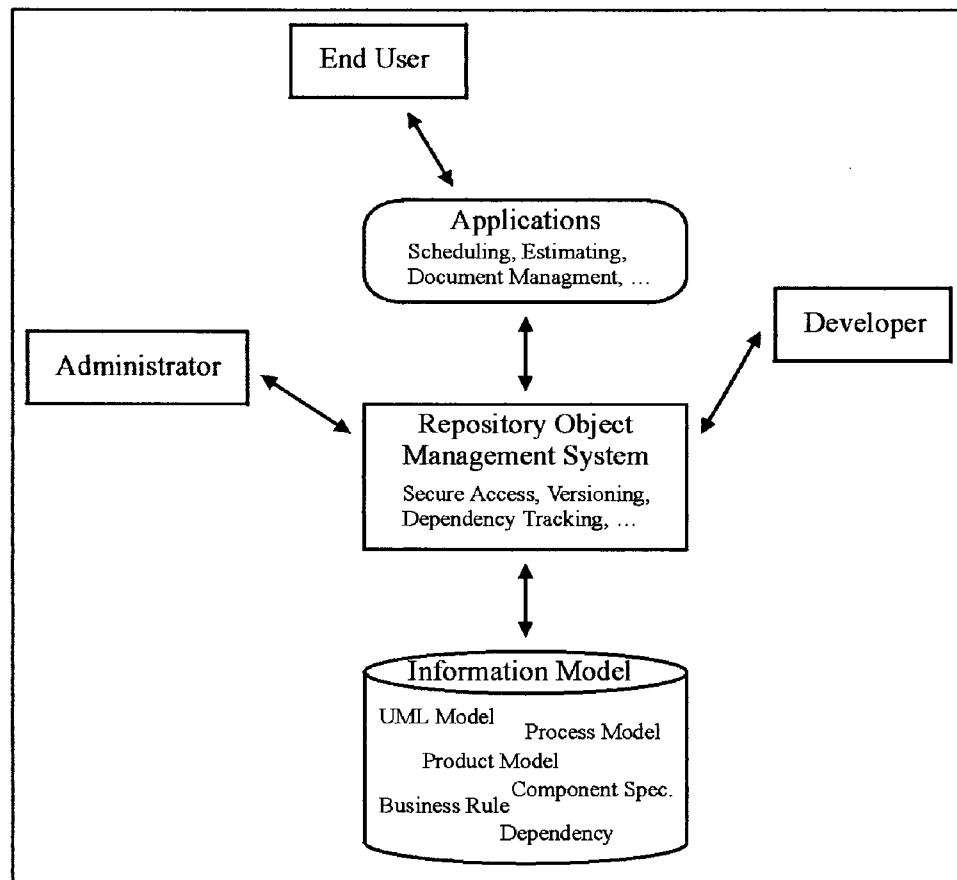 End User
Applications
Scheduling, Estimating,
Document Managment, ...
Developer
Administrator
Repository Object
Management System
Secure Access, Versioning,
Dependency Tracking, ...
Information Model
UML Model
Process Model
Product Model
Component Spec.
Business Rule
Dependency